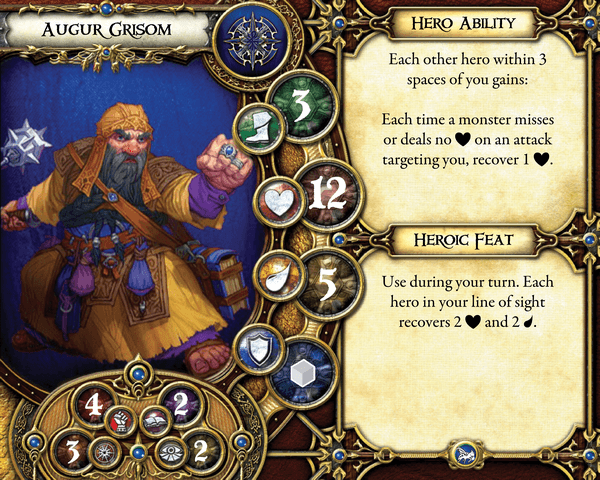 Augur Grisom
3
12
5
4
2
3
2
Hero Ability
Each other hero within 3
spaces of you gains:
Each time a monster misses
or deals no ♥ on an attack
targeting you, recover 1 ♥.
Heroic Feat
Use during your turn. Each
hero in your line of sight
recovers 2 ♥ and 2 💧.